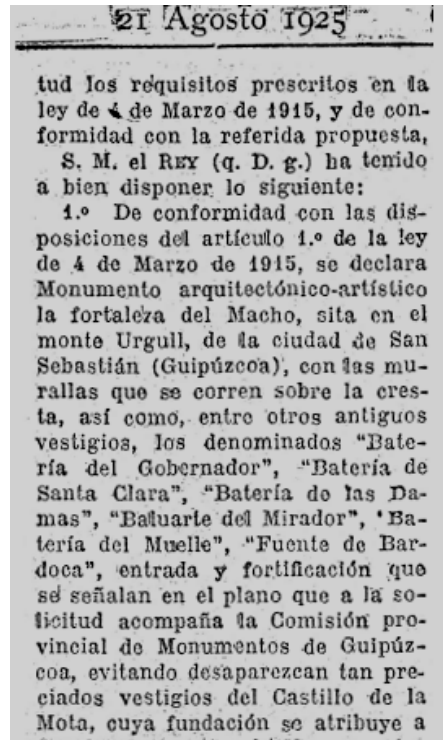 21 Agosto 1925
tud los requisitos prescritos en la
ley de 4 de Marzo de 1915, y de con-
formidad con la referida propuesta,
S. M. el REY (q. D. g.) ha tenido
a bien disponer lo siguiente:
1.º De conformidad con las dis-
posiciones del artículo 1.º de la ley
de 4 de Marzo de 1915, se declara
Monumento arquitectónico-artístico
la fortaleza del Macho, sita en el
monte Urgull, de la ciudad de San
Sebastián (Guipúzcoa), con las mu-
rallas que se corren sobre la cres-
ta, así como, entre otros antiguos
vestigios, los denominados "Bate-
ría del Gobernador", "Batería de
Santa Clara", "Batería de las Da-
mas", "Baluarte del Mirador", "Ba-
tería del Muelle", "Fuente de Bar-
doca", entrada y fortificación que
se señalan en el plano que a la so-
licitud acompaña la Comisión pro-
vincial de Monumentos de Guipúz-
coa, evitando desaparezcan tan pre-
ciados vestigios del Castillo de la
Mota, cuya fundación se atribuye a